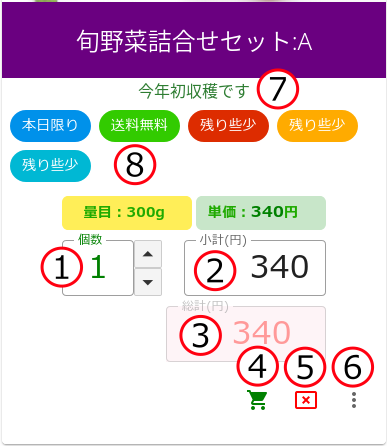 旬野菜詰合せセット:A
今年初収穫です 7
本日限り 送料無料 残り些少 残り些少
残り些少 8
量目：300g 単価：340円
個数 小計(円)
1 1 2 340
総計(円)
3 340
4 5 6